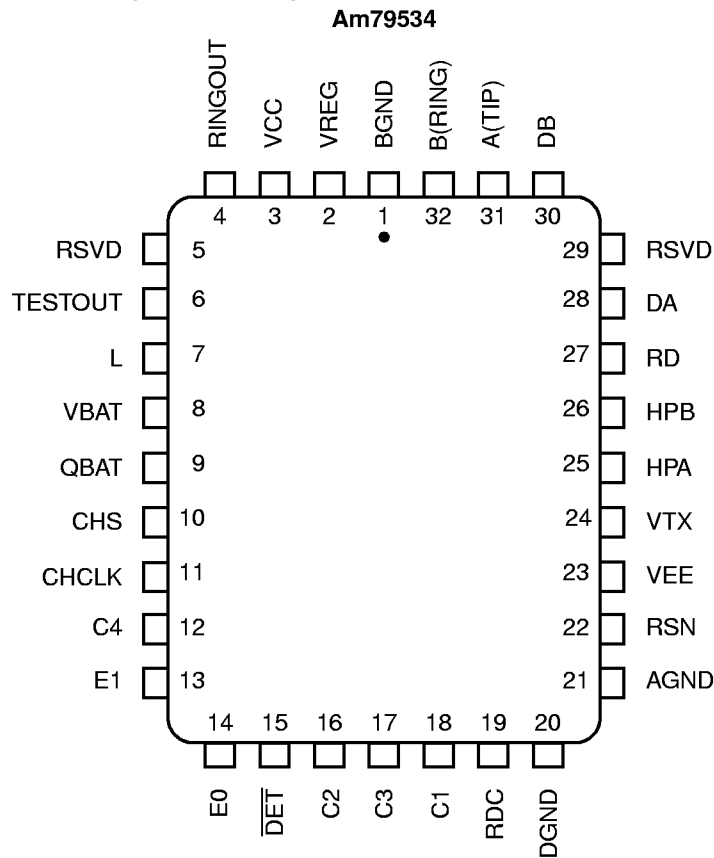 Am79534
RINGOUT
VCC
VREG
BGND
B(RING)
A(TIP)
DB
4 3 2 1 32 31 30
RSVD 5 29 RSVD
TESTOUT 6 28 DA
L 7 27 RD
VBAT 8 26 HPB
QBAT 9 25 HPA
CHS 10 24 VTX
CHCLK 11 23 VEE
C4 12 22 RSN
E1 13 21 AGND
14 15 16 17 18 19 20
E0
DET
C2
C3
C1
RDC
DGND